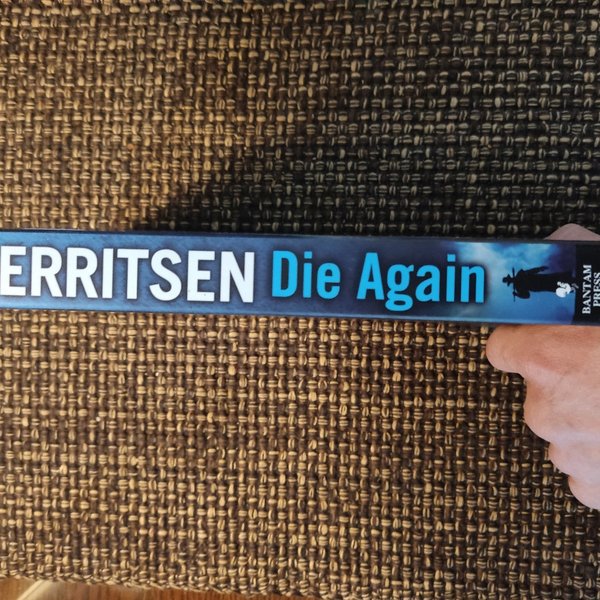 ERRITSEN Die Again
BANTAM
PRESS